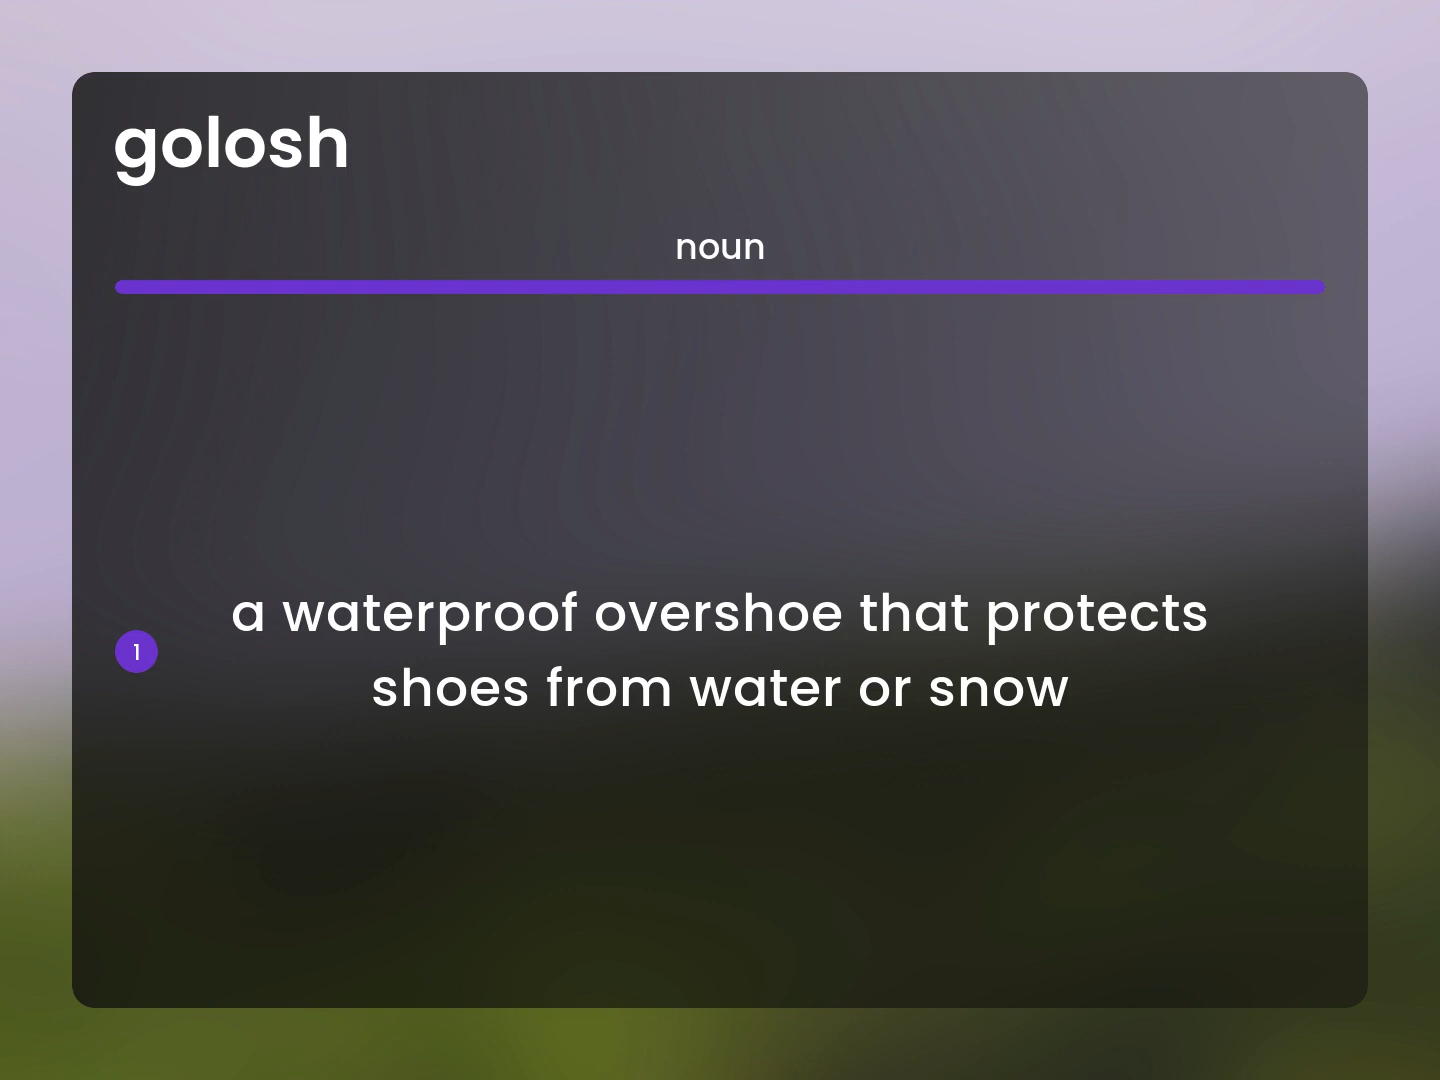 golosh
noun
1
a waterproof overshoe that protects
shoes from water or snow